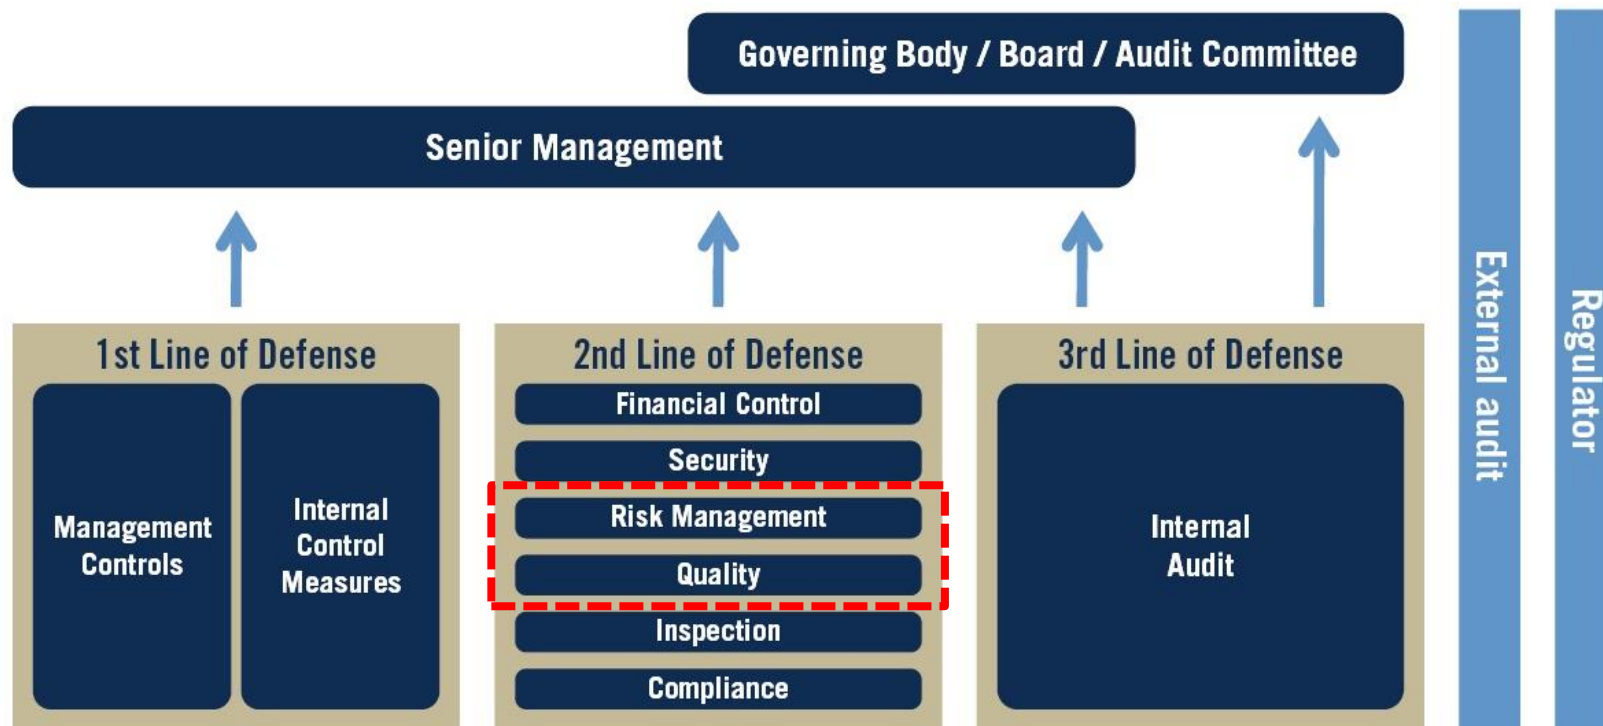 Governing Body / Board / Audit Committee
Senior Management
1st Line of Defense
Management
Controls
Internal
Control
Measures
2nd Line of Defense
Financial Control
Security
Risk Management
Quality
Inspection
Compliance
3rd Line of Defense
Internal
Audit
External audit
Regulator